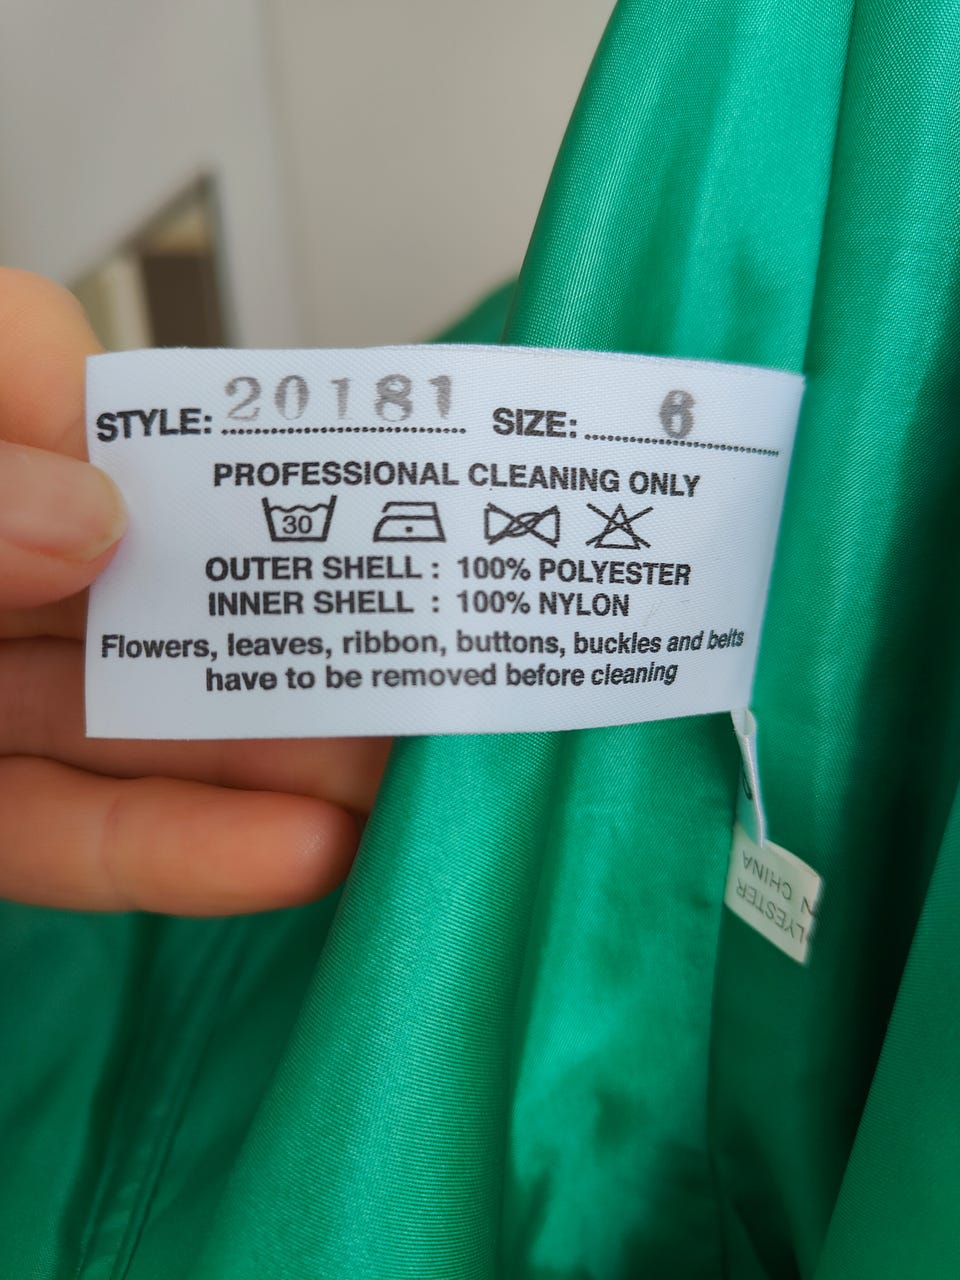 STYLE: 20181 SIZE: 6
PROFESSIONAL CLEANING ONLY
30
OUTER SHELL : 100% POLYESTER
INNER SHELL : 100% NYLON
Flowers, leaves, ribbon, buttons, buckles and belts
have to be removed before cleaning
CHINA